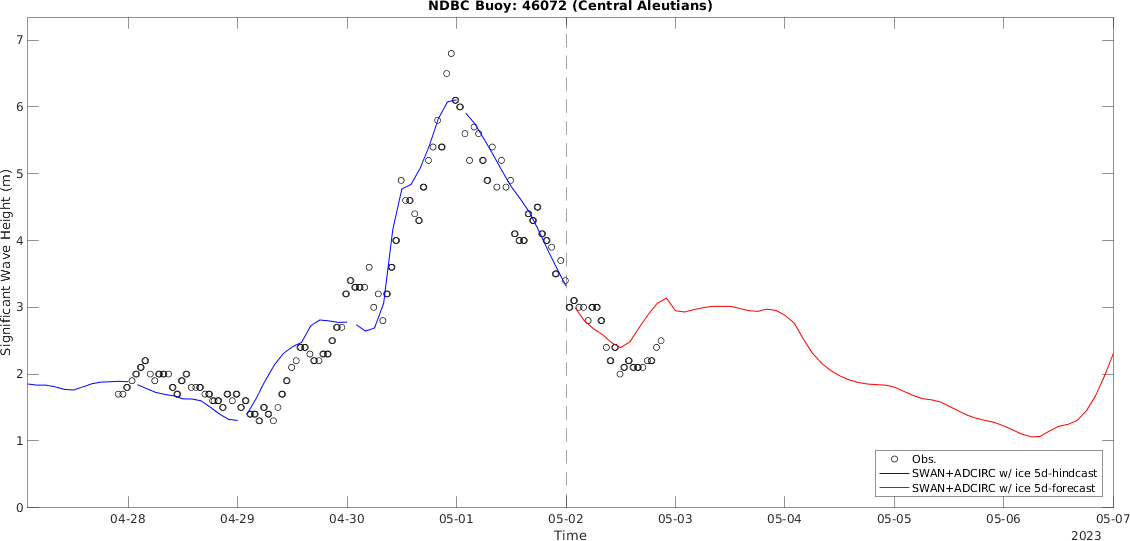 NDBC Buoy: 46072 (Central Aleutians)
Significant Wave Height (m)
7
6
5
4
3
2
1
0
Obs.
SWAN+ADCIRC w/ ice 5d-hindcast
SWAN+ADCIRC w/ ice 5d-forecast
04-28 04-29 04-30 05-01 05-02 05-03 05-04 05-05 05-06 05-07
Time
2023